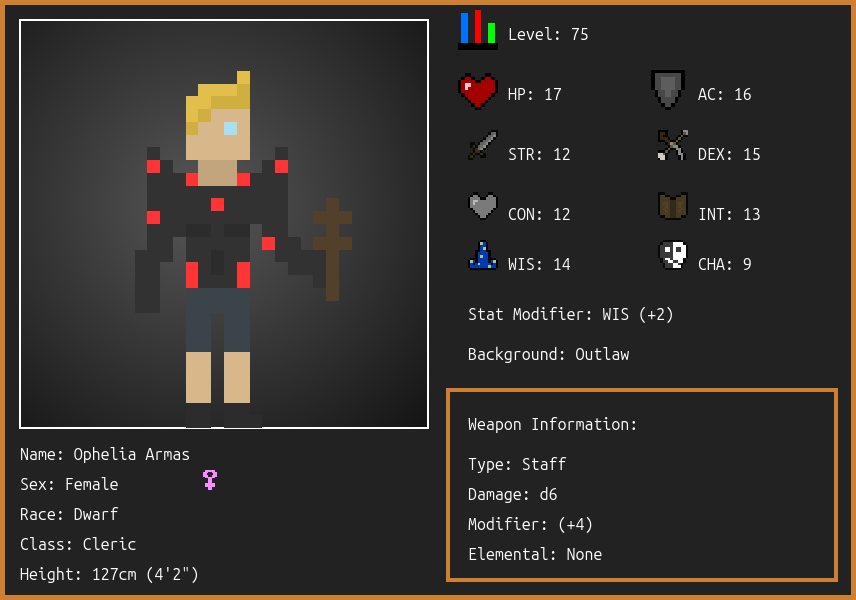 Level: 75
HP: 17
AC: 16
STR: 12
DEX: 15
CON: 12
INT: 13
WIS: 14
CHA: 9
Stat Modifier: WIS (+2)
Background: Outlaw
Weapon Information:
Type: Staff
Damage: d6
Modifier: (+4)
Elemental: None
Name: Ophelia Armas
Sex: Female
Race: Dwarf
Class: Cleric
Height: 127cm (4'2")